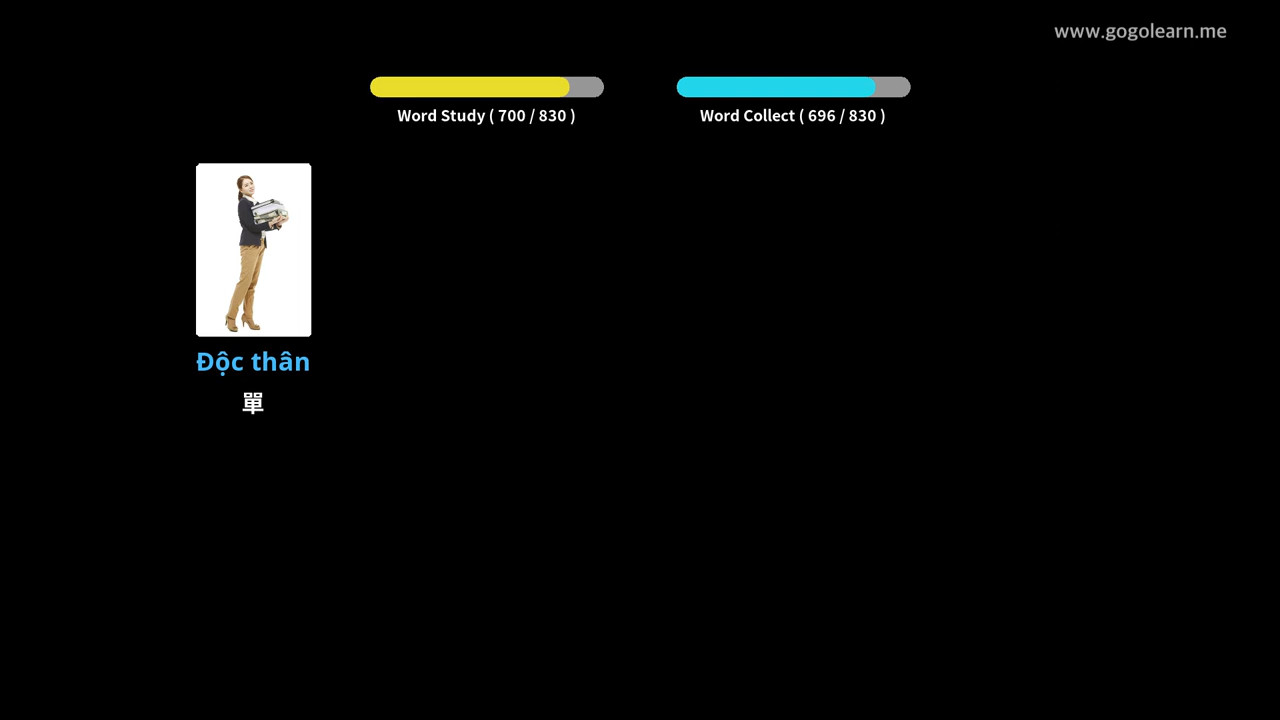 www.gogolearn.me
Word Study ( 700 / 830 )
Word Collect ( 696 / 830 )
Độc thân
單